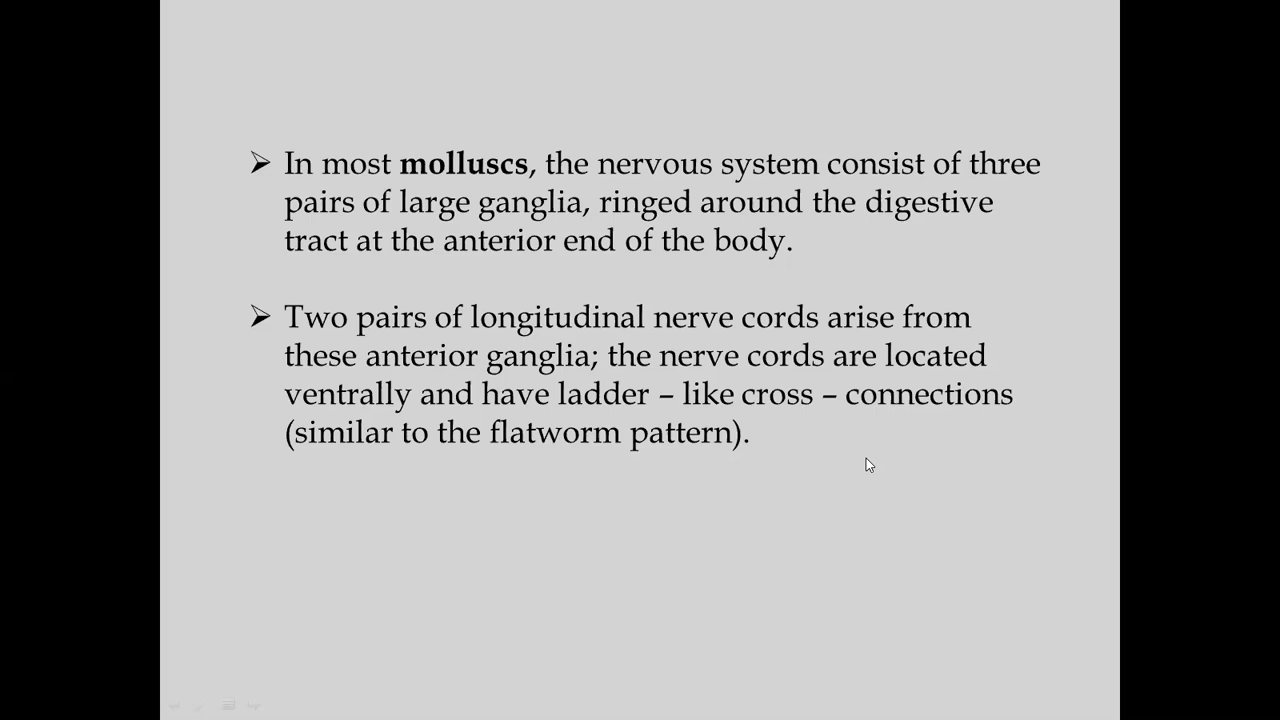 ➢ In most molluscs, the nervous system consist of three
pairs of large ganglia, ringed around the digestive
tract at the anterior end of the body.
➢ Two pairs of longitudinal nerve cords arise from
these anterior ganglia; the nerve cords are located
ventrally and have ladder – like cross – connections
(similar to the flatworm pattern).